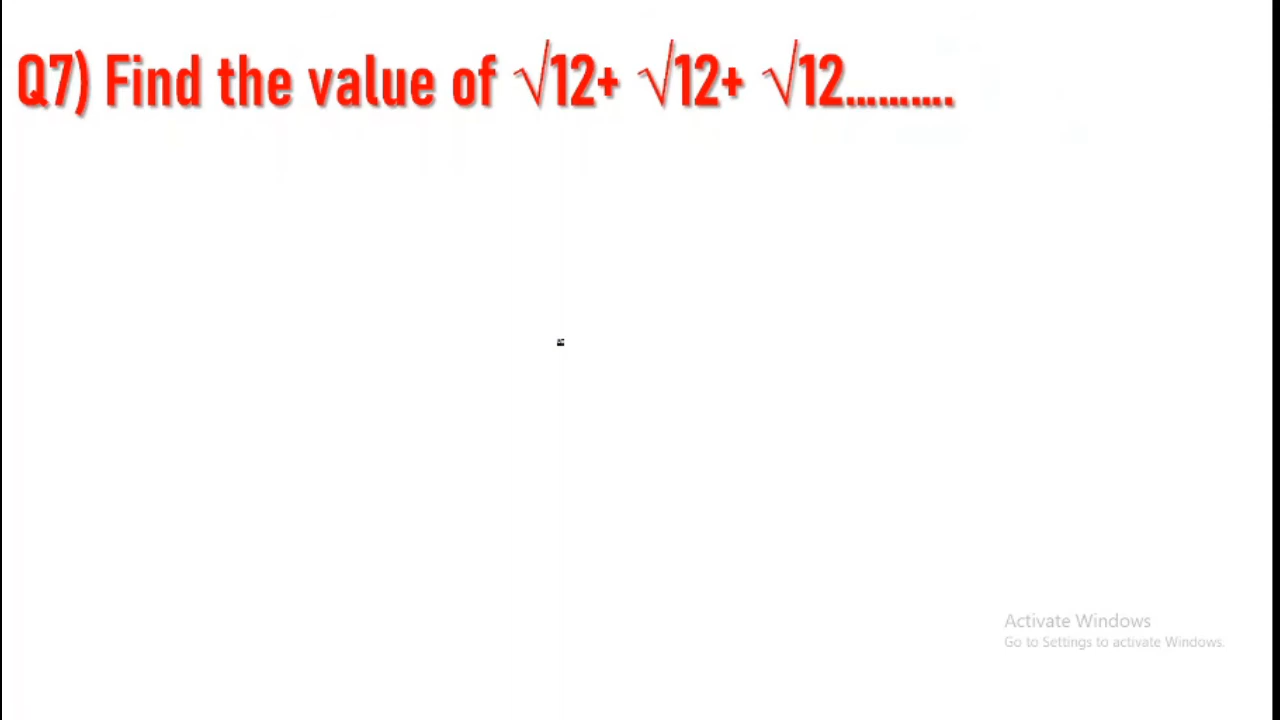 Q7) Find the value of √12+ √12+ √12..........
Activate Windows
Go to Settings to activate Windows.